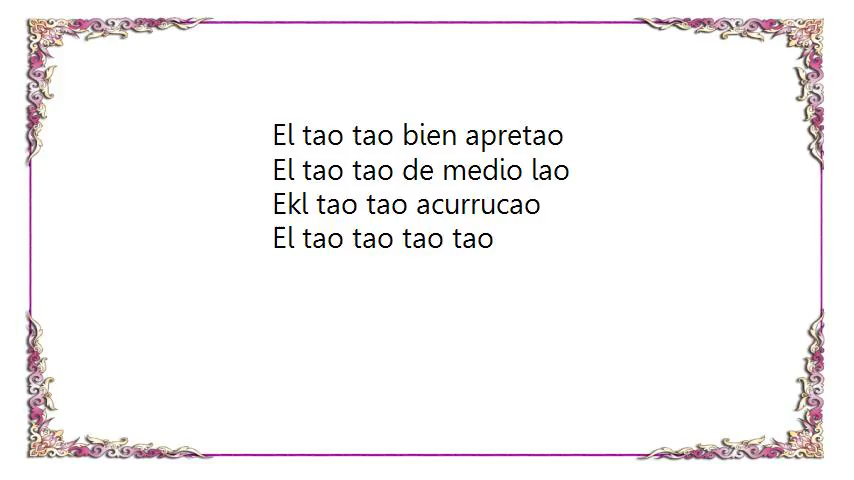 El tao tao bien apretao
El tao tao de medio lao
Ekl tao tao acurrucao
El tao tao tao tao